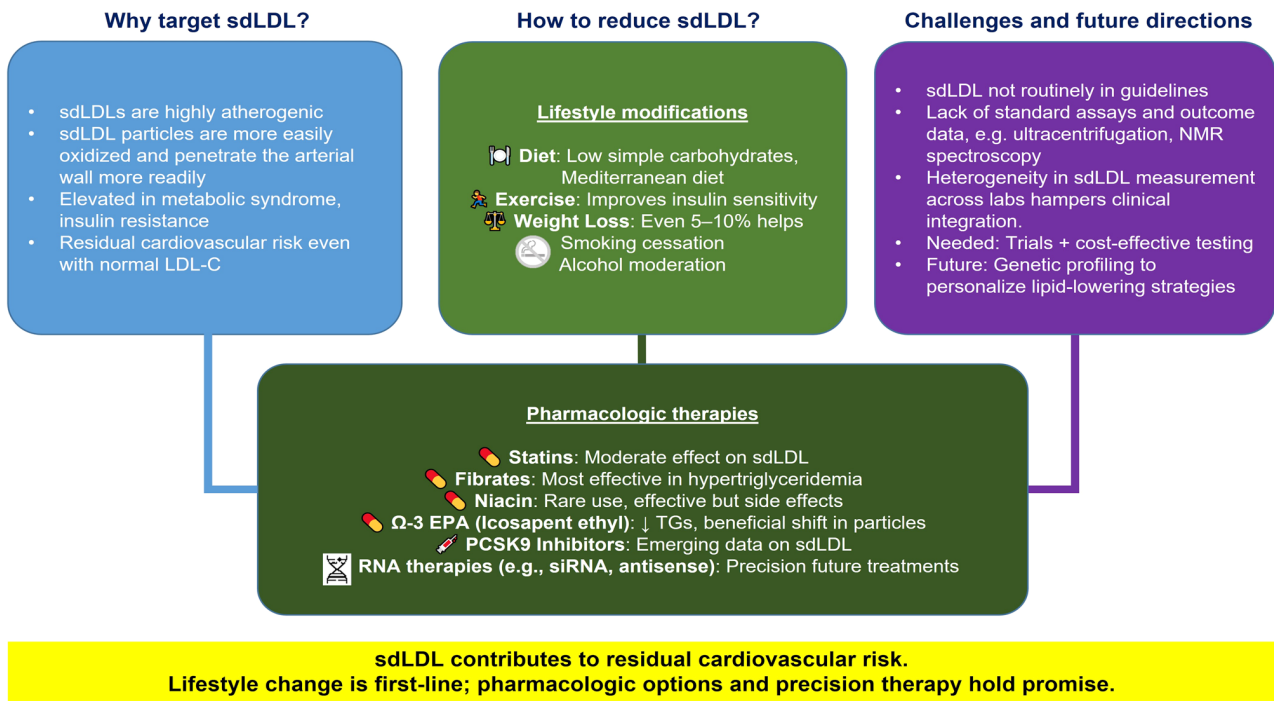 Why target sdLDL?
• sdLDLs are highly atherogenic
• sdLDL particles are more easily
oxidized and penetrate the arterial
wall more readily
• Elevated in metabolic syndrome,
insulin resistance
• Residual cardiovascular risk even
with normal LDL-C
How to reduce sdLDL?
Lifestyle modifications
Diet: Low simple carbohydrates,
Mediterranean diet
Exercise: Improves insulin sensitivity
Weight Loss: Even 5–10% helps
Smoking cessation
Alcohol moderation
Challenges and future directions
• sdLDL not routinely in guidelines
• Lack of standard assays and outcome
data, e.g. ultracentrifugation, NMR
spectroscopy
• Heterogeneity in sdLDL measurement
across labs hampers clinical
integration.
• Needed: Trials + cost-effective testing
• Future: Genetic profiling to
personalize lipid-lowering strategies
Pharmacologic therapies
Statins: Moderate effect on sdLDL
Fibrates: Most effective in hypertriglyceridemia
Niacin: Rare use, effective but side effects
Ω-3 EPA (Icosapent ethyl): ↓ TGs, beneficial shift in particles
PCSK9 Inhibitors: Emerging data on sdLDL
RNA therapies (e.g., siRNA, antisense): Precision future treatments
sdLDL contributes to residual cardiovascular risk.
Lifestyle change is first-line; pharmacologic options and precision therapy hold promise.